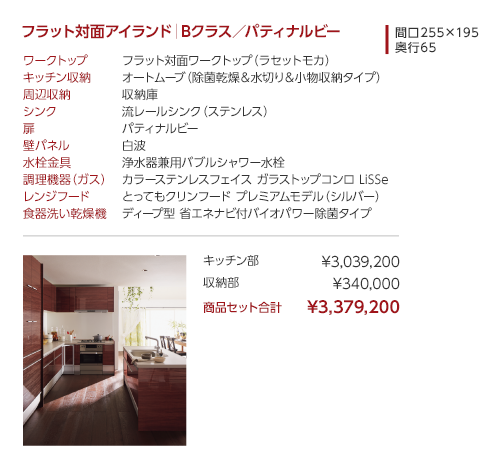 フラット対面アイランド｜Bクラス／パティナルビー
間口255×195
奥行65
ワークトップ フラット対面ワークトップ（ラセットモカ）
キッチン収納 オートムーブ（除菌乾燥＆水切り＆小物収納タイプ）
周辺収納 収納庫
シンク 流レールシンク（ステンレス）
扉 パティナルビー
壁パネル 白波
水栓金具 浄水器兼用バブルシャワー水栓
調理機器（ガス） カラーステンレスフェイス ガラストップコンロ LiSSe
レンジフード とってもクリンフード プレミアムモデル（シルバー）
食器洗い乾燥機 ディープ型 省エネナビ付バイオパワー除菌タイプ
キッチン部 ¥3,039,200
収納部 ¥340,000
商品セット合計 ¥3,379,200